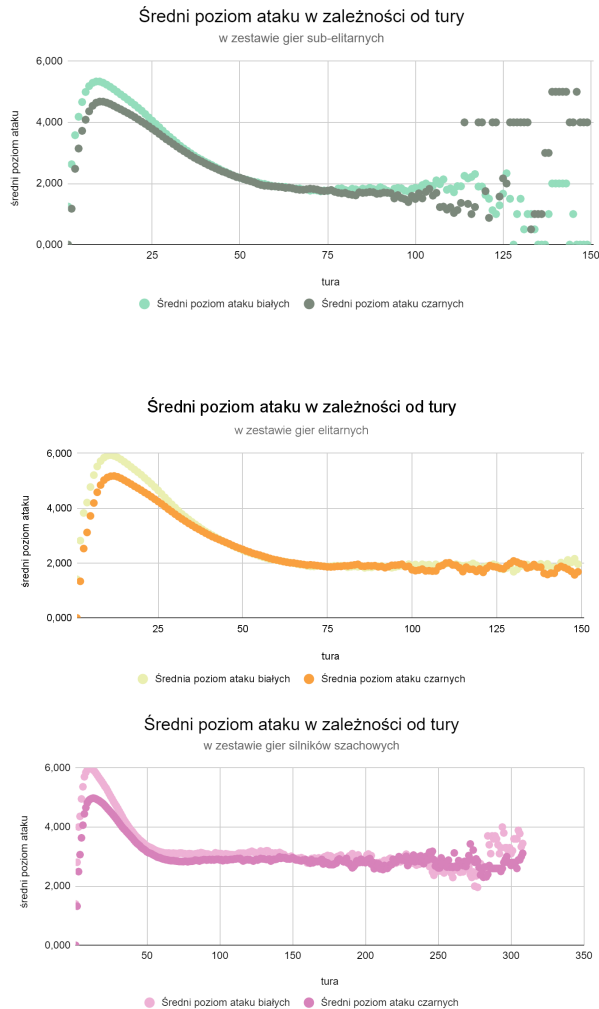 Średni poziom ataku w zależności od tury
w zestawie gier sub-elitarnych
6,000
4,000
2,000
0,000
średni poziom ataku
25
50
75
100
125
150
tura
Średni poziom ataku białych
Średni poziom ataku czarnych
Średni poziom ataku w zależności od tury
w zestawie gier elitarnych
6,000
4,000
2,000
0,000
średni poziom ataku
25
50
75
100
125
150
tura
Średnia poziom ataku białych
Średnia poziom ataku czarnych
Średni poziom ataku w zależności od tury
w zestawie gier silników szachowych
6,000
4,000
2,000
0,000
średni poziom ataku
50
100
150
200
250
300
350
tura
Średni poziom ataku białych
Średni poziom ataku czarnych